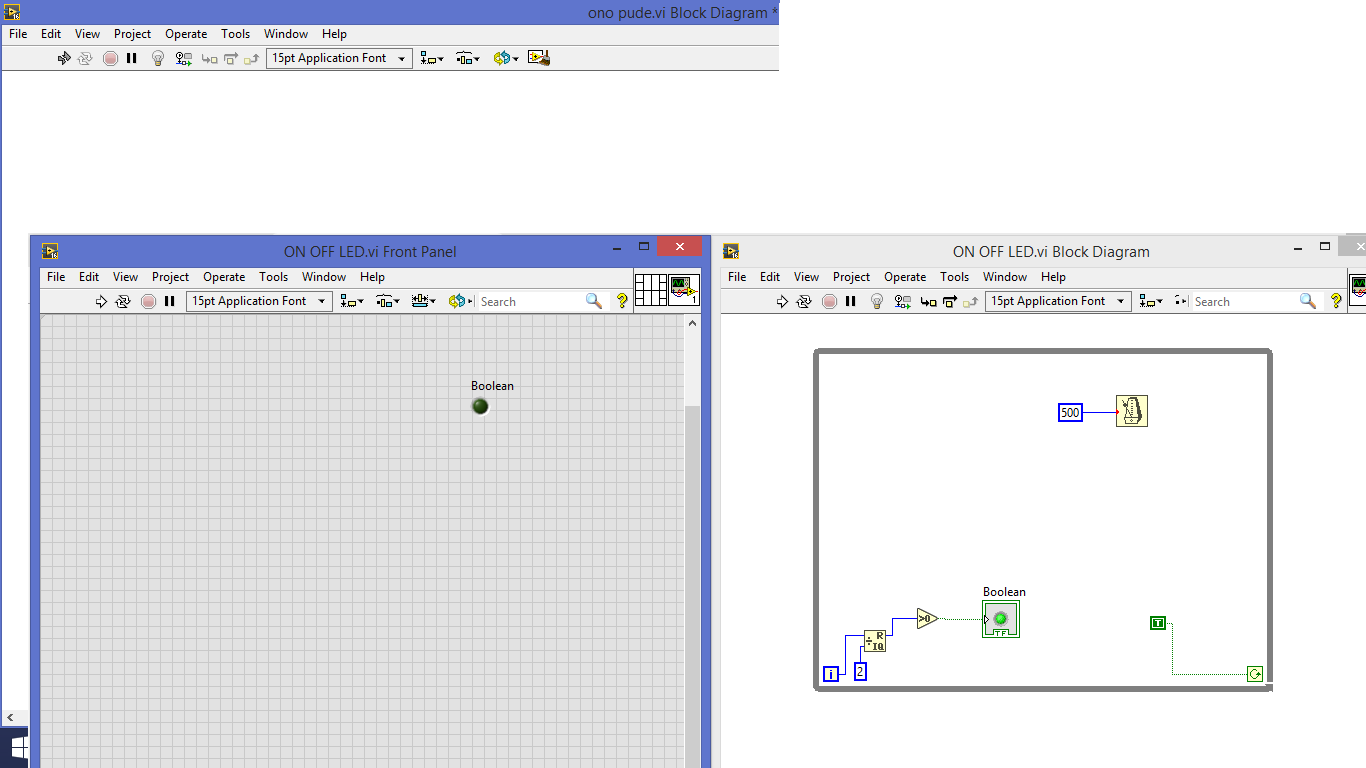 ono pude.vi Block Diagram *
File Edit View Project Operate Tools Window Help
15pt Application Font
ON OFF LED.vi Front Panel
File Edit View Project Operate Tools Window Help
15pt Application Font
Search
?
1
Boolean
ON OFF LED.vi Block Diagram
File Edit View Project Operate Tools Window Help
15pt Application Font
Search
?
500
Boolean
TF
>0
R
IQ
i
2
T